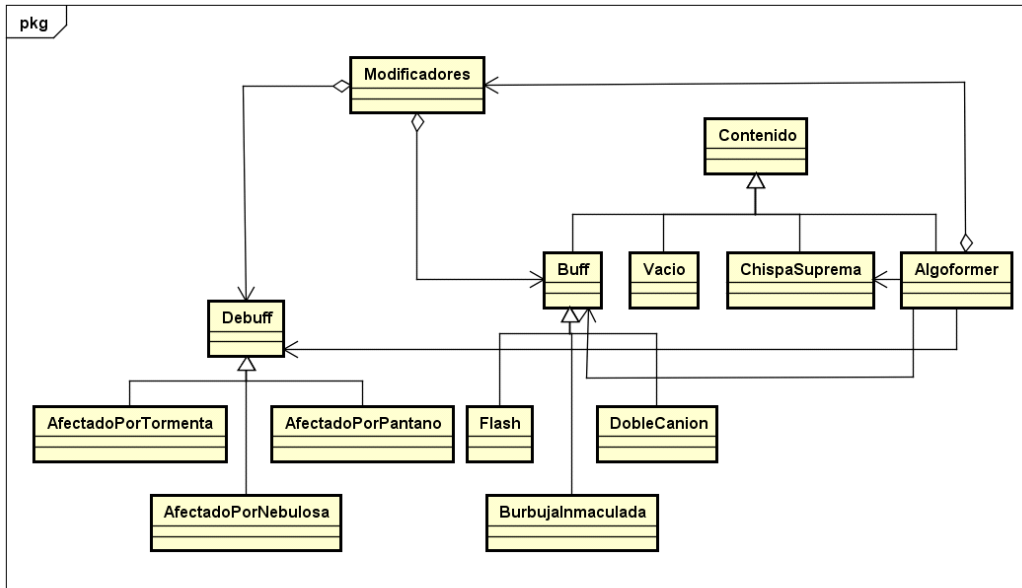 pkg
Modificadores
Contenido
Buff
Vacio
ChispaSuprema
Algoformer
Debuff
AfectadoPorTormenta
AfectadoPorPantano
Flash
DobleCanion
AfectadoPorNebulosa
BurbujaInmaculada